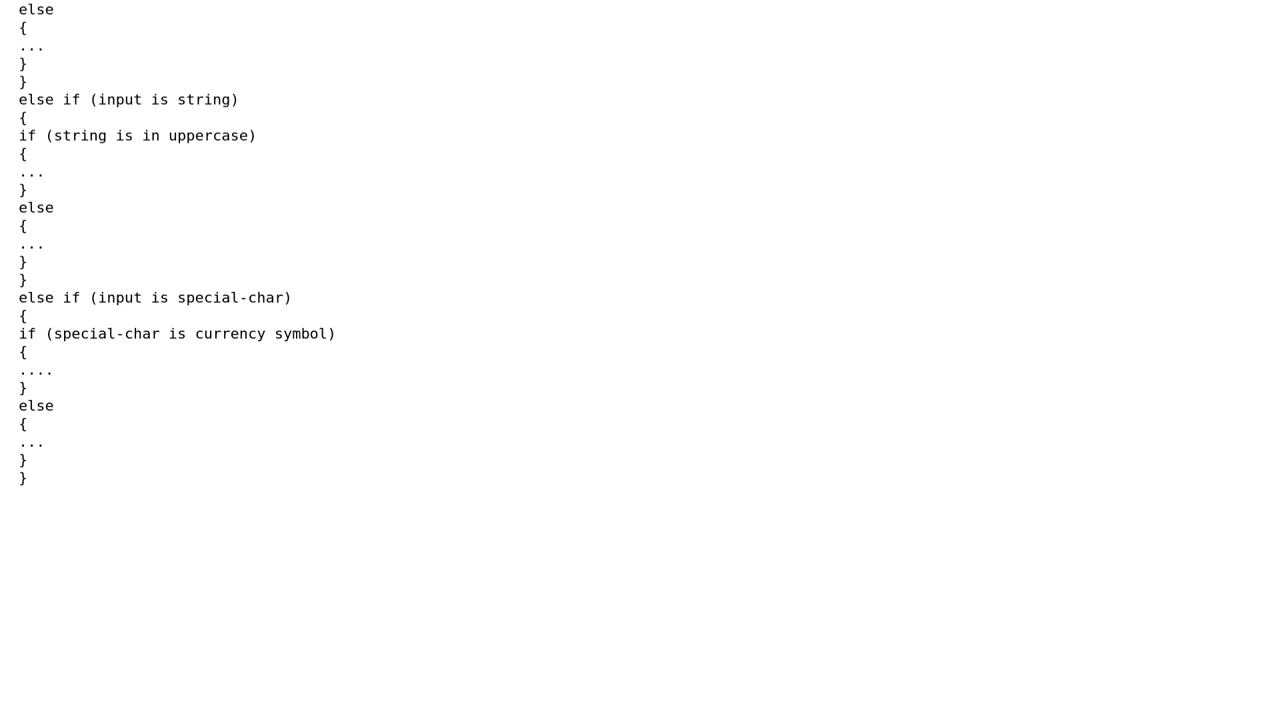 else
{
...
}
}
else if (input is string)
{
if (string is in uppercase)
{
...
}
else
{
...
}
}
else if (input is special-char)
{
if (special-char is currency symbol)
{
....
}
else
{
...
}
}